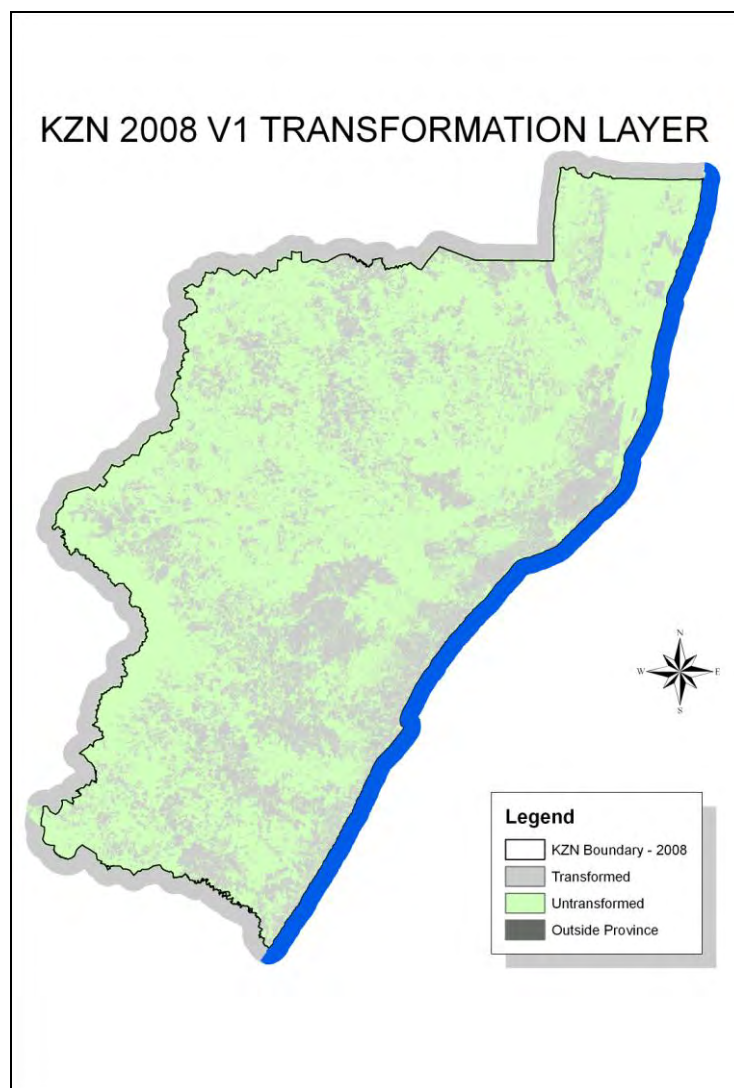 KZN 2008 V1 TRANSFORMATION LAYER
N
W E
S
Legend
KZN Boundary - 2008
Transformed
Untransformed
Outside Province